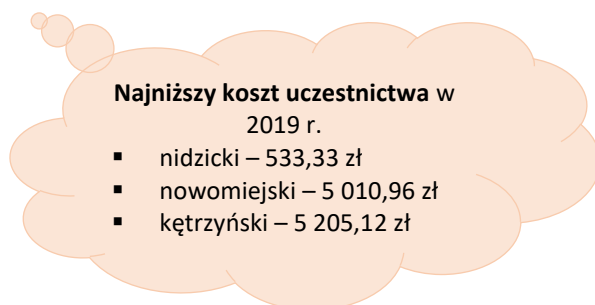 Najniższy koszt uczestnictwa w
2019 r.
▪ nidzicki – 533,33 zł
▪ nowomiejski – 5 010,96 zł
▪ kętrzyński – 5 205,12 zł